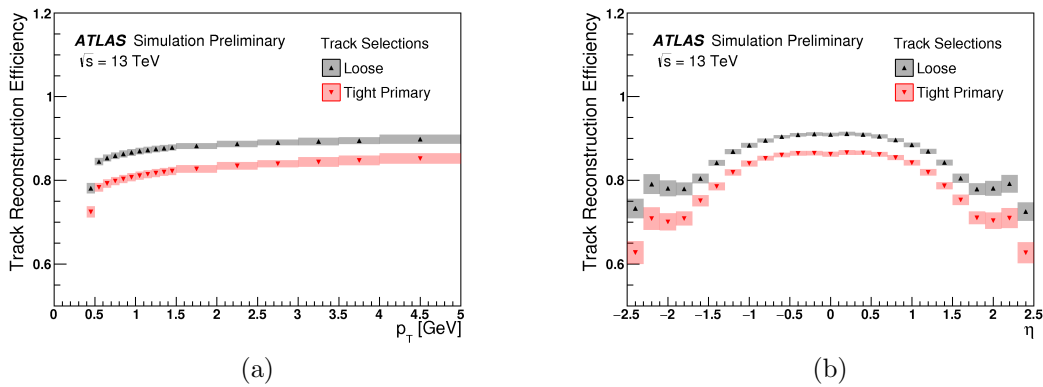 Track Reconstruction Efficiency
1.2
1
0.8
0.6
ATLAS Simulation Preliminary
√s = 13 TeV
Track Selections
Loose
Tight Primary
0 0.5 1 1.5 2 2.5 3 3.5 4 4.5 5
p_T [GeV]
(a)
Track Reconstruction Efficiency
1.2
1
0.8
0.6
ATLAS Simulation Preliminary
√s = 13 TeV
Track Selections
Loose
Tight Primary
−2.5 −2 −1.5 −1 −0.5 0 0.5 1 1.5 2 2.5
η
(b)